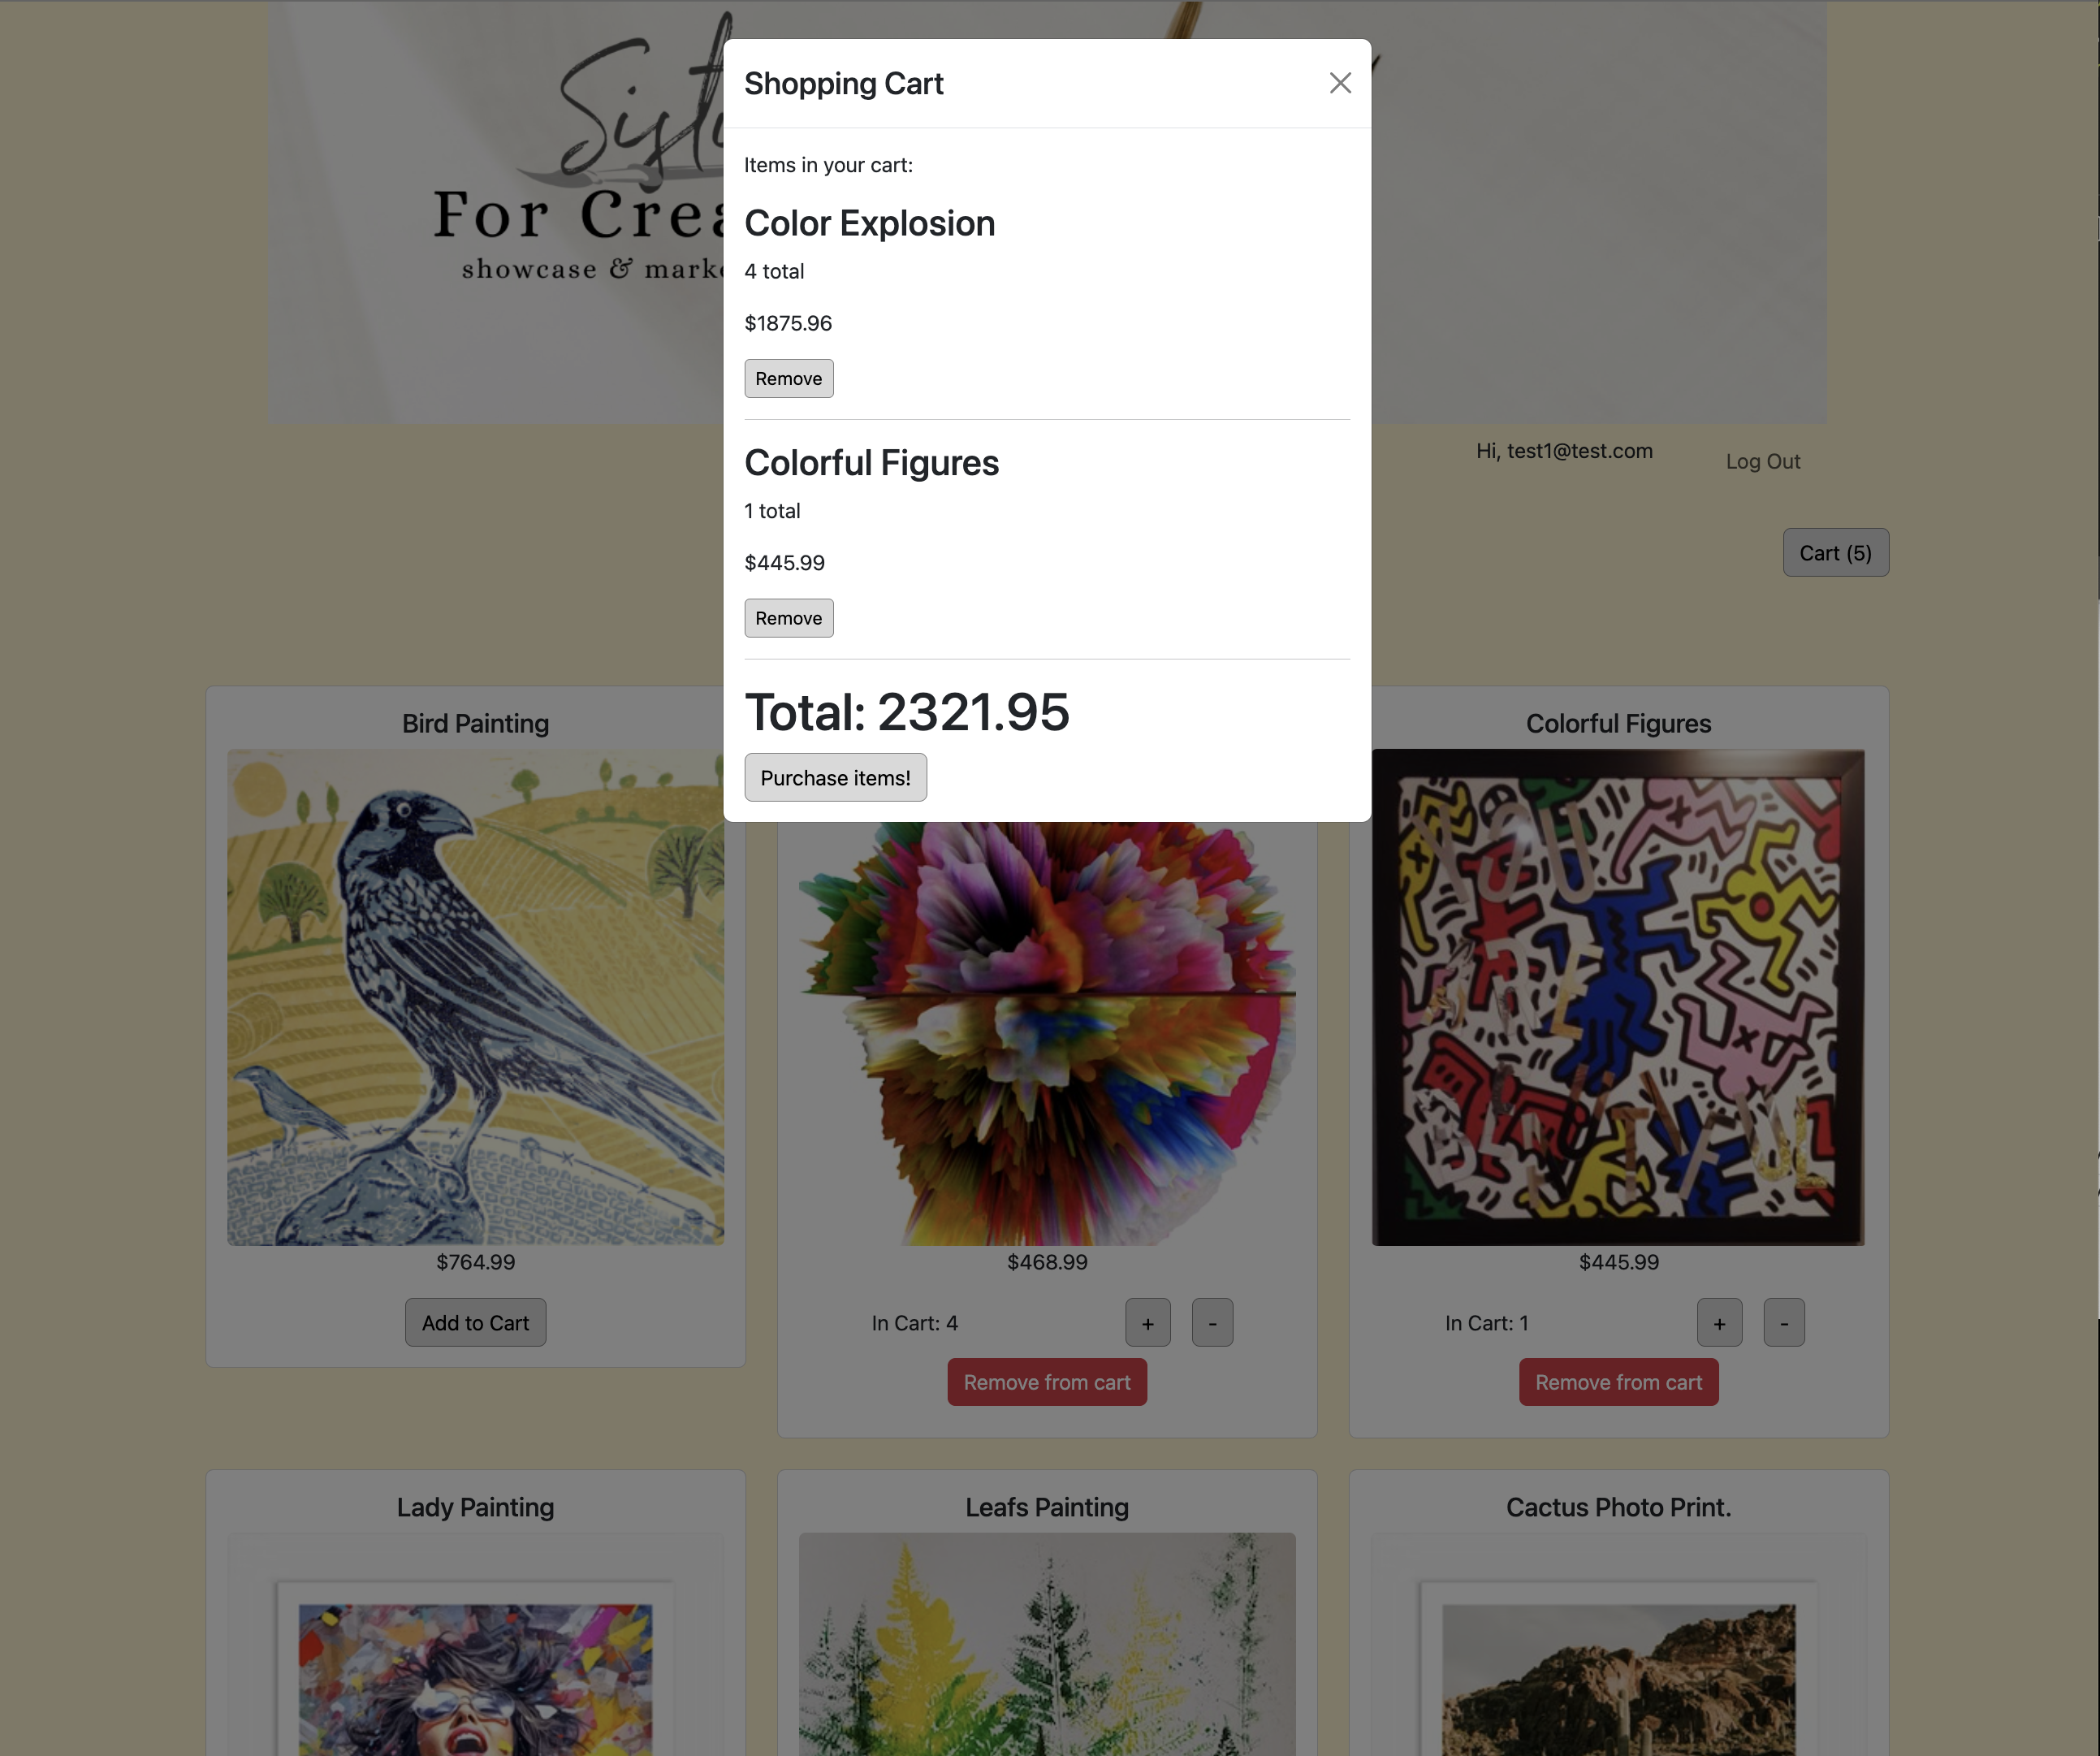 Shopping Cart
Items in your cart:
Color Explosion
4 total
$1875.96
Remove
Colorful Figures
1 total
$445.99
Remove
Total: 2321.95
Purchase items!
For Crea
showcase & mark
Hi, test1@test.com
Log Out
Cart (5)
Bird Painting
$764.99
Add to Cart
$468.99
In Cart: 4
+
-
Remove from cart
Colorful Figures
YOU
ARE
BEAUTIFUL
$445.99
In Cart: 1
+
-
Remove from cart
Lady Painting
Leafs Painting
Cactus Photo Print.